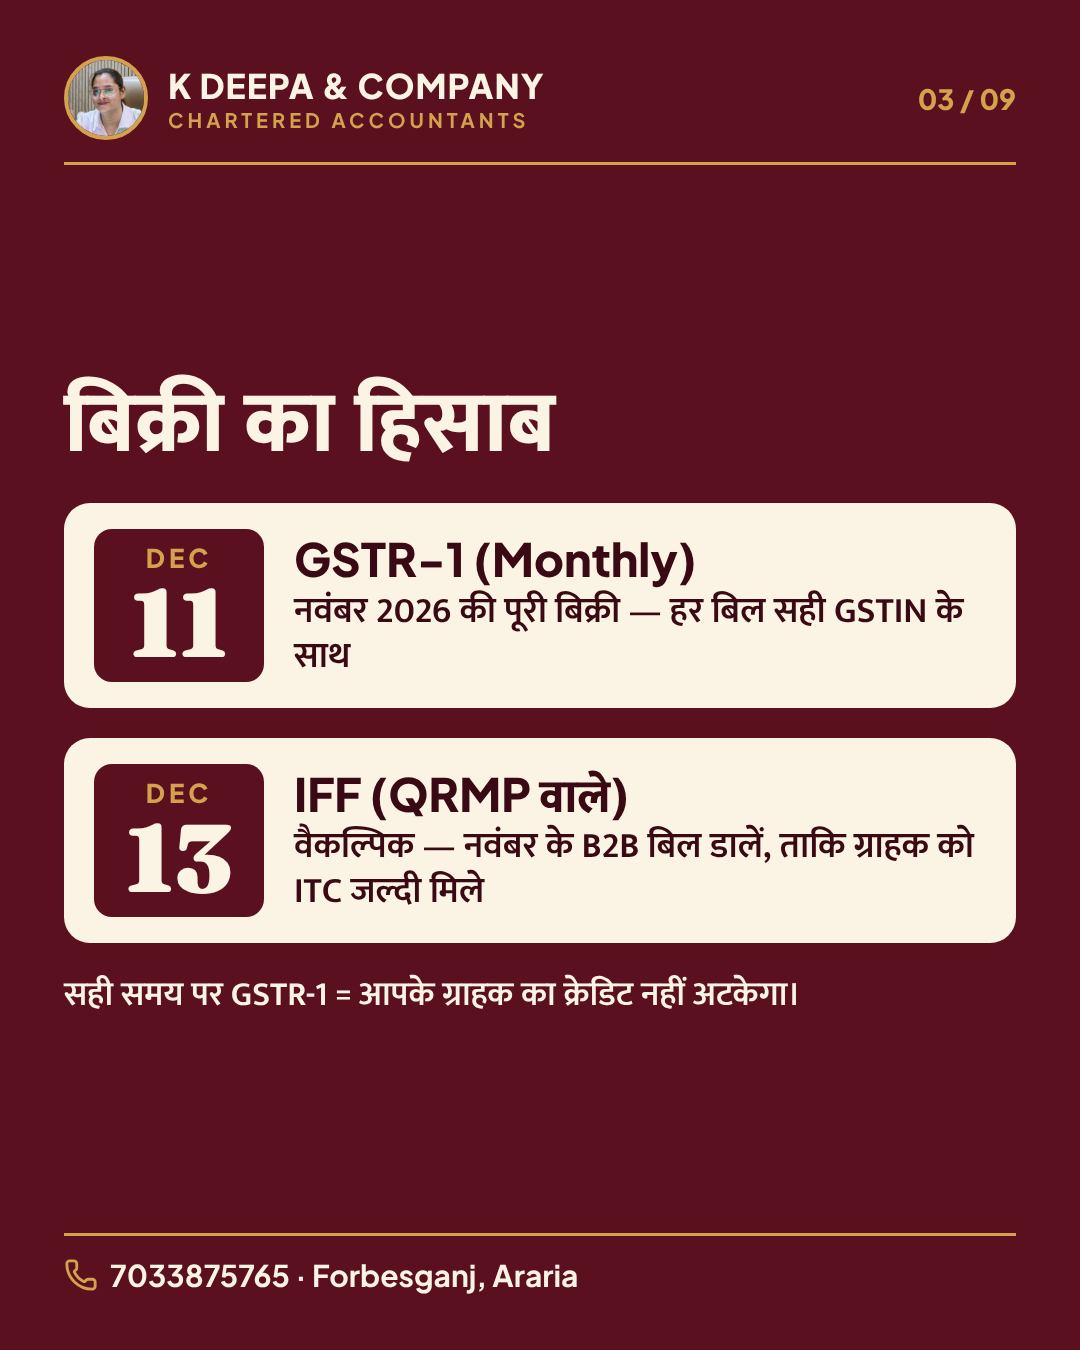 K DEEPA & COMPANY
CHARTERED ACCOUNTANTS
03 / 09
बिक्री का हिसाब
DEC
11
GSTR-1 (Monthly)
नवंबर 2026 की पूरी बिक्री — हर बिल सही GSTIN के
साथ
DEC
13
IFF (QRMP वाले)
वैकल्पिक — नवंबर के B2B बिल डालें, ताकि ग्राहक को
ITC जल्दी मिले
सही समय पर GSTR-1 = आपके ग्राहक का क्रेडिट नहीं अटकेगा।
7033875765 · Forbesganj, Araria